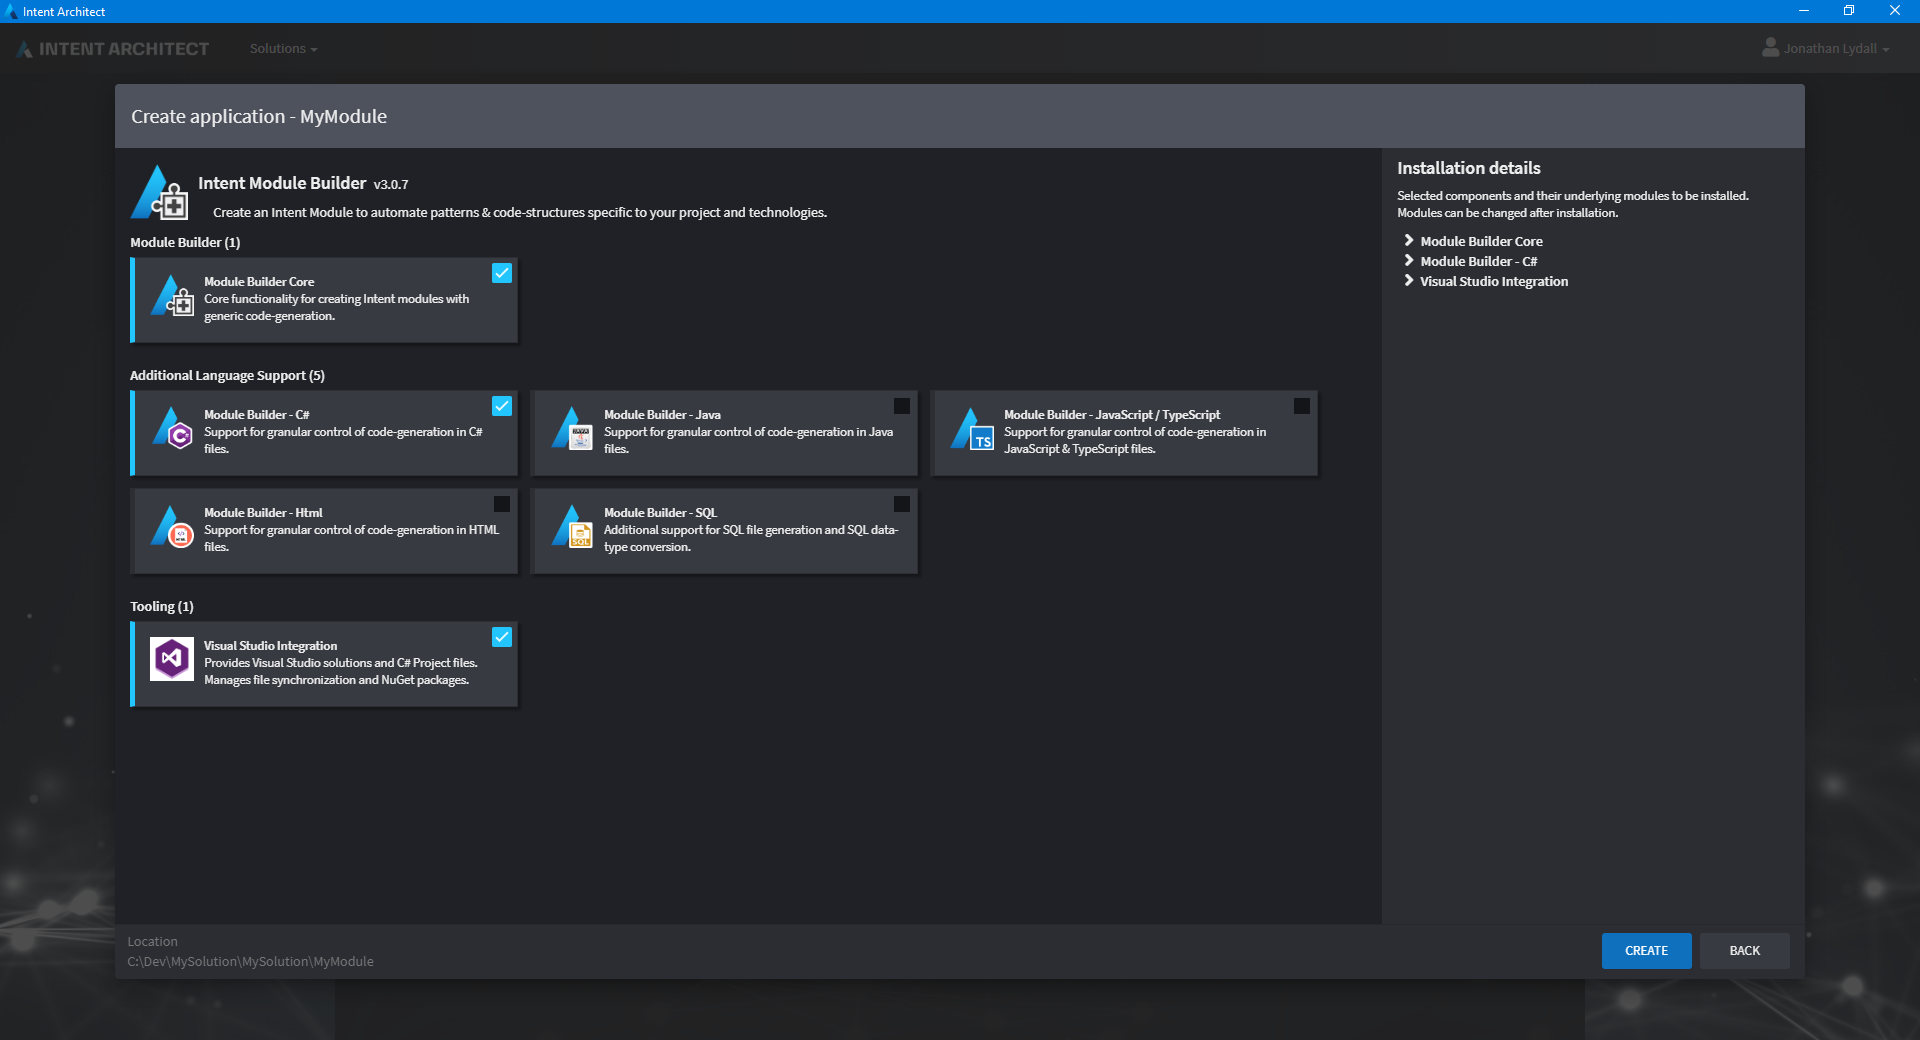 Intent Architect
INTENT ARCHITECT
Solutions
Jonathan Lydall
Create application - MyModule
Intent Module Builder v3.0.7
Create an Intent Module to automate patterns & code-structures specific to your project and technologies.
Module Builder (1)
Module Builder Core
Core functionality for creating Intent modules with
generic code-generation.
Additional Language Support (5)
Module Builder - C#
Support for granular control of code-generation in C#
files.
JAVA
Module Builder - Java
Support for granular control of code-generation in Java
files.
TS
Module Builder - JavaScript / TypeScript
Support for granular control of code-generation in
JavaScript & TypeScript files.
HTML
Module Builder - Html
Support for granular control of code-generation in HTML
files.
SQL
Module Builder - SQL
Additional support for SQL file generation and SQL data-
type conversion.
Tooling (1)
Visual Studio Integration
Provides Visual Studio solutions and C# Project files.
Manages file synchronization and NuGet packages.
Installation details
Selected components and their underlying modules to be installed.
Modules can be changed after installation.
Module Builder Core
Module Builder - C#
Visual Studio Integration
Location
C:\Dev\MySolution\MySolution\MyModule
CREATE
BACK